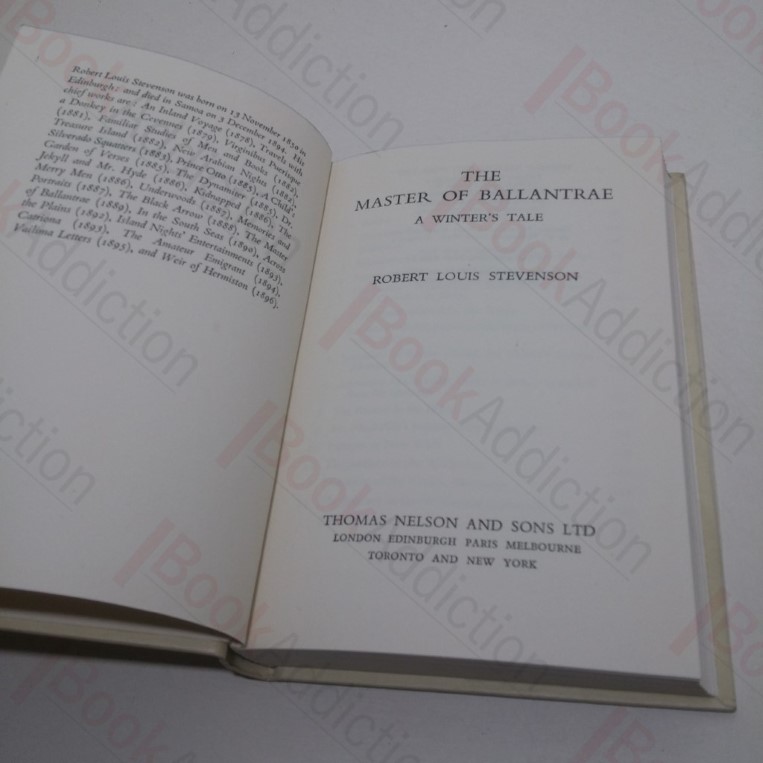 Robert Louis Stevenson was born on 13 November 1850 in
Edinburgh: and died in Samoa on 3 December 1894. His
chief works are: An Inland Voyage (1878), Travels with
a Donkey in the Cevennes (1879), Virginibus Puerisque
(1881), Familiar Studies of Men and Books (1882),
Treasure Island (1882), New Arabian Nights (1882),
Silverado Squatters (1883), Prince Otto (1885), A Child's
Garden of Verses (1885), The Dynamiter (1885), Dr.
Jekyll and Mr. Hyde (1886), Kidnapped (1886), The
Merry Men (1886), Underwoods (1887), Memories and
Portraits (1887), The Black Arrow (1888), The Master
of Ballantrae (1889), In the South Seas (1890), Across
the Plains (1892), Island Nights' Entertainments (1893),
Catriona (1893), The Amateur Emigrant (1894),
Vailima Letters (1895), and Weir of Hermiston (1896).
THE
MASTER OF BALLANTRAE
A WINTER'S TALE
ROBERT LOUIS STEVENSON
THOMAS NELSON AND SONS LTD
LONDON EDINBURGH PARIS MELBOURNE
TORONTO AND NEW YORK
BookAddiction